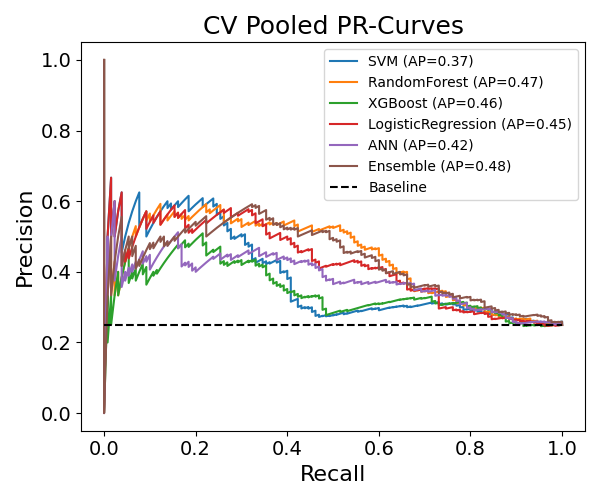 CV Pooled PR-Curves
SVM (AP=0.37)
RandomForest (AP=0.47)
XGBoost (AP=0.46)
LogisticRegression (AP=0.45)
ANN (AP=0.42)
Ensemble (AP=0.48)
Baseline
Precision
1.0
0.8
0.6
0.4
0.2
0.0
0.0 0.2 0.4 0.6 0.8 1.0
Recall